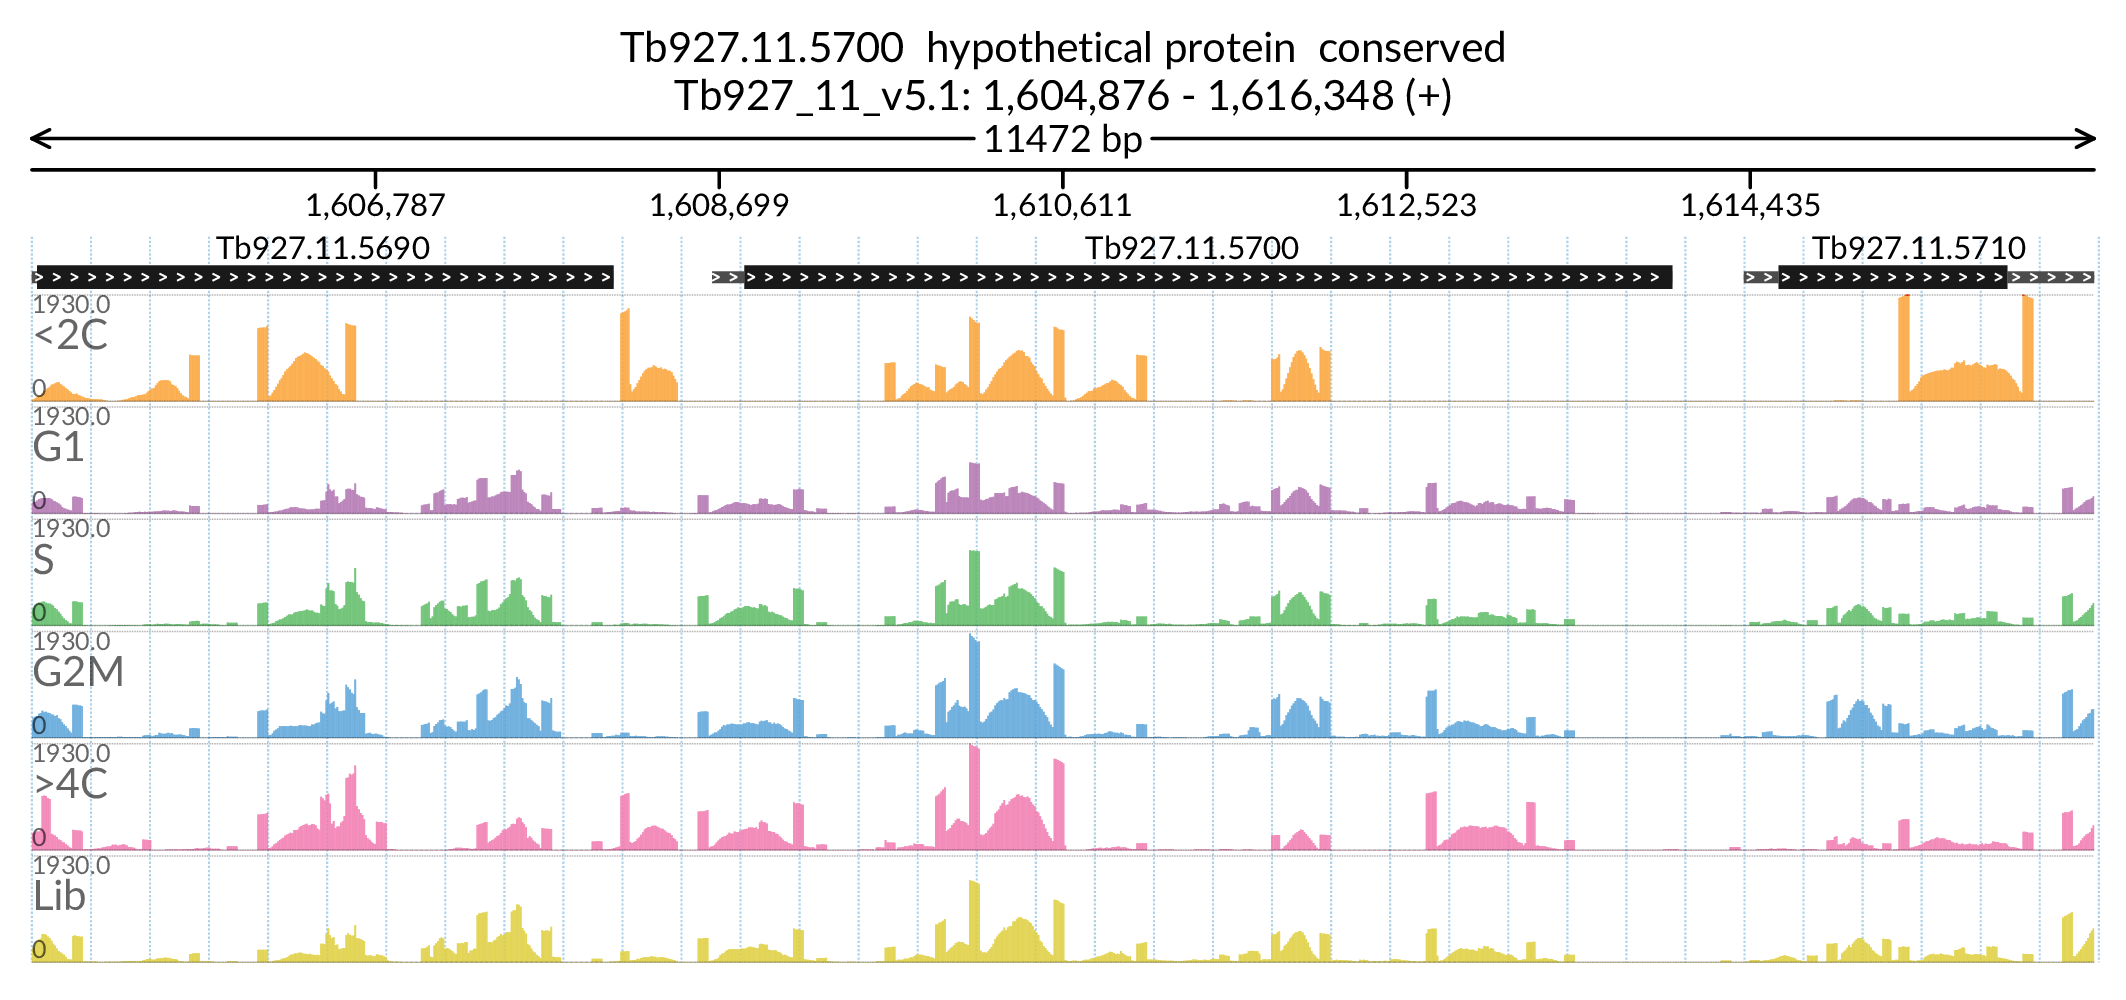 Tb927.11.5700  hypothetical protein  conserved
Tb927_11_v5.1: 1,604,876 - 1,616,348 (+)
11472 bp
1,606,787 1,608,699 1,610,611 1,612,523 1,614,435
Tb927.11.5690 Tb927.11.5700 Tb927.11.5710
1930.0
<2C
0
1930.0
G1
0
1930.0
S
0
1930.0
G2M
0
1930.0
>4C
0
1930.0
Lib
0